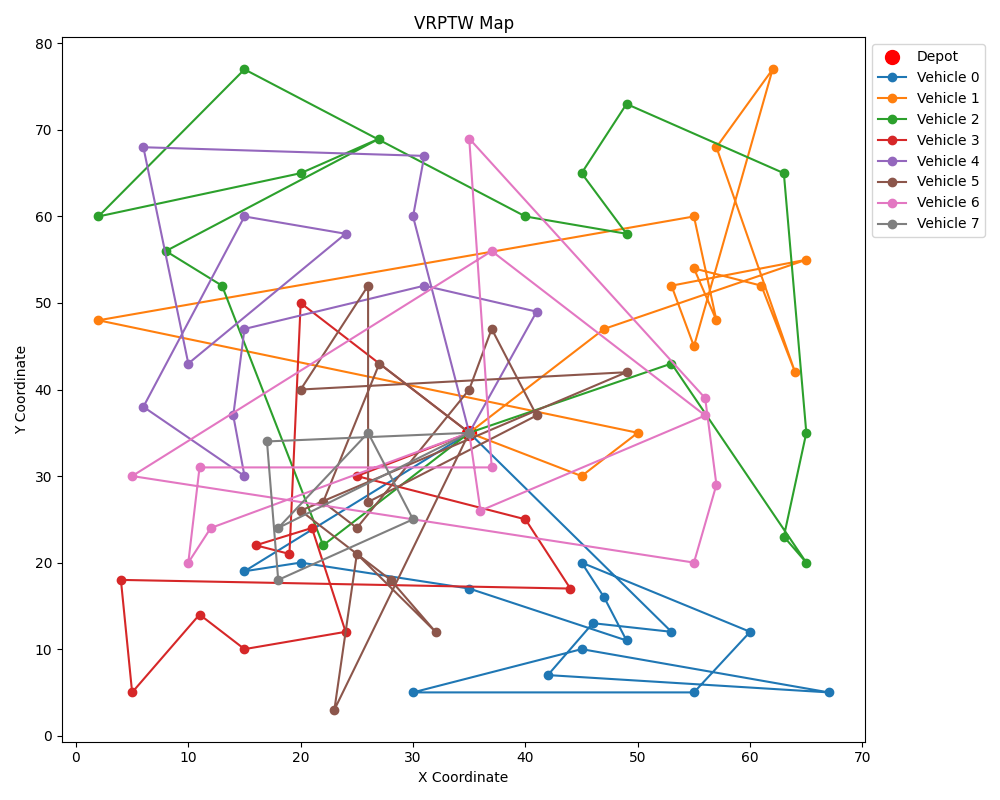 VRPTW Map
Depot
Vehicle 0
Vehicle 1
Vehicle 2
Vehicle 3
Vehicle 4
Vehicle 5
Vehicle 6
Vehicle 7
Y Coordinate
80
70
60
50
40
30
20
10
0
0 10 20 30 40 50 60 70
X Coordinate